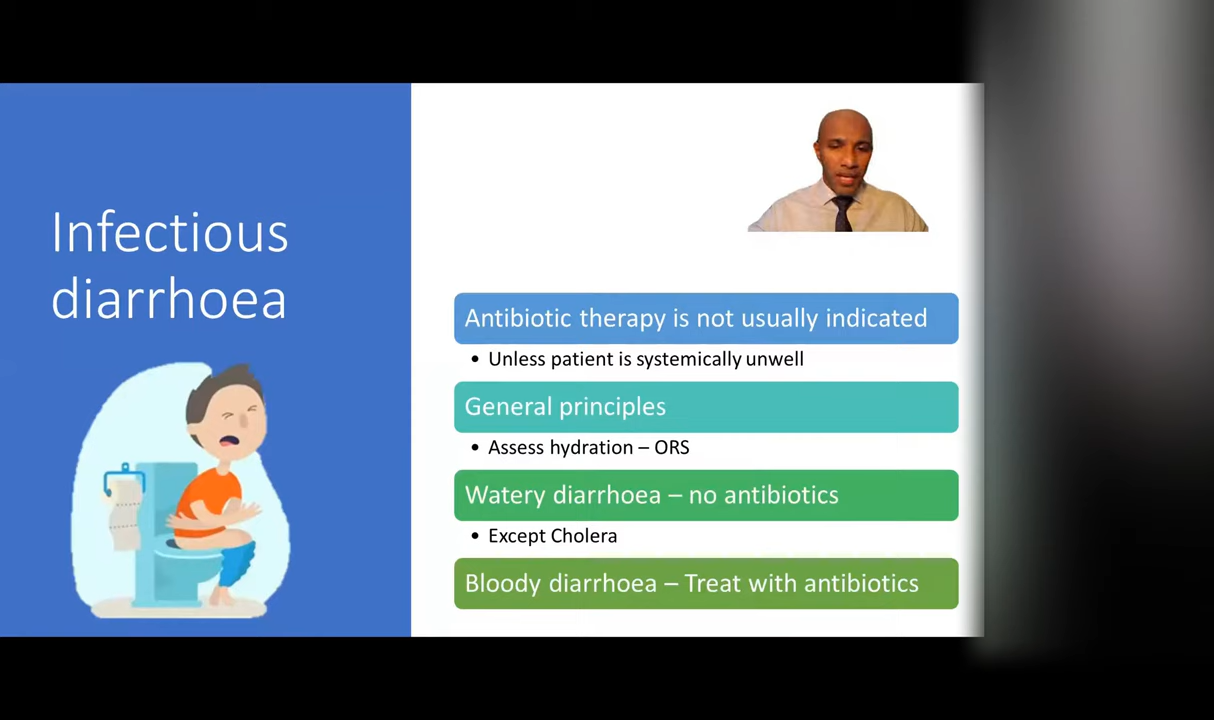 Infectious
diarrhoea
Antibiotic therapy is not usually indicated
• Unless patient is systemically unwell
General principles
• Assess hydration – ORS
Watery diarrhoea – no antibiotics
• Except Cholera
Bloody diarrhoea – Treat with antibiotics